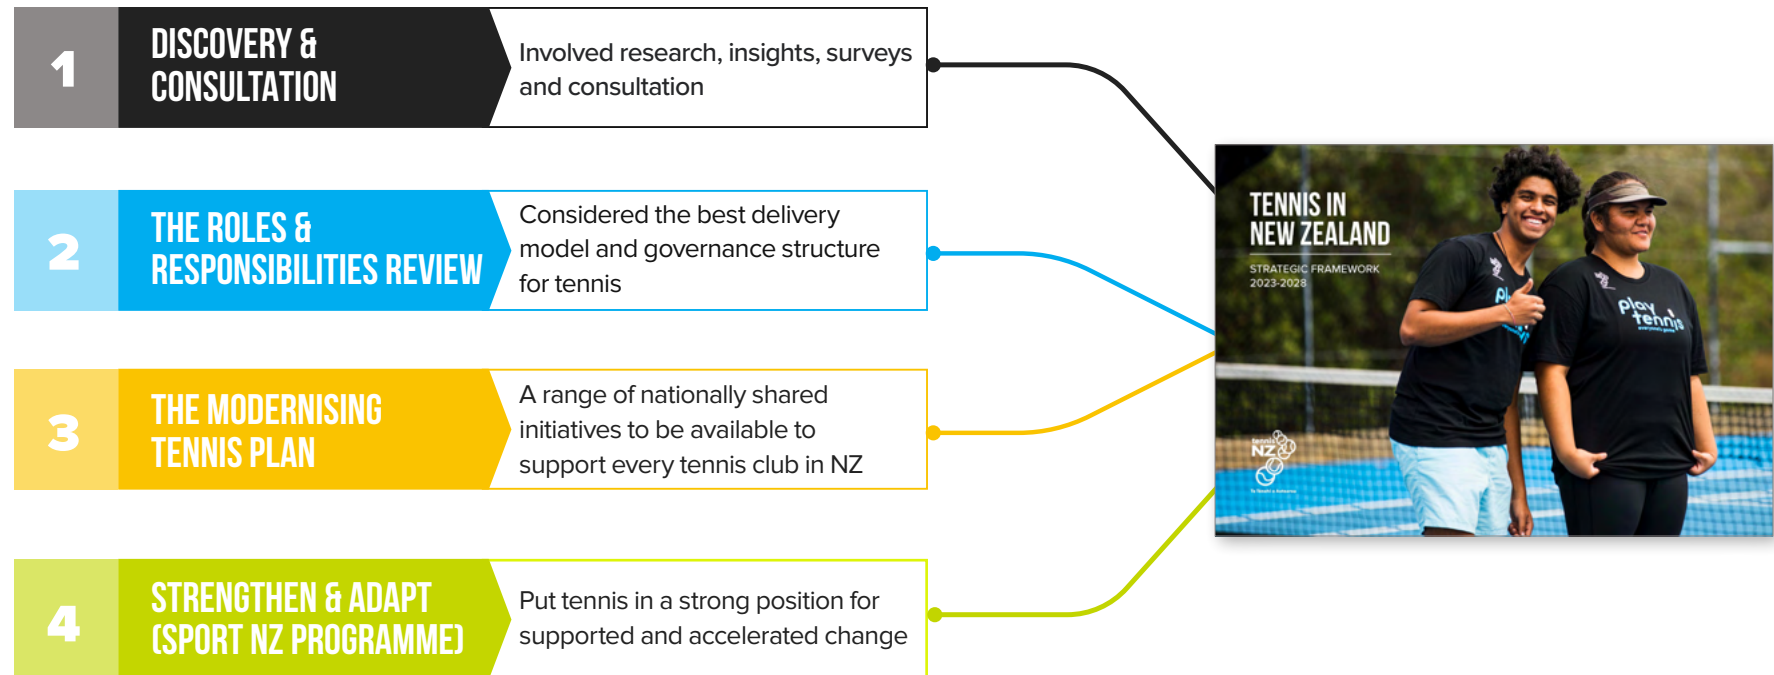 1
DISCOVERY &
CONSULTATION
Involved research, insights, surveys
and consultation
2
THE ROLES &
RESPONSIBILITIES REVIEW
Considered the best delivery
model and governance structure
for tennis
3
THE MODERNISING
TENNIS PLAN
A range of nationally shared
initiatives to be available to
support every tennis club in NZ
4
STRENGTHEN & ADAPT
(SPORT NZ PROGRAMME)
Put tennis in a strong position for
supported and accelerated change
TENNIS IN
NEW ZEALAND
STRATEGIC FRAMEWORK
2023-2028
play
tennis
tennis
NZ